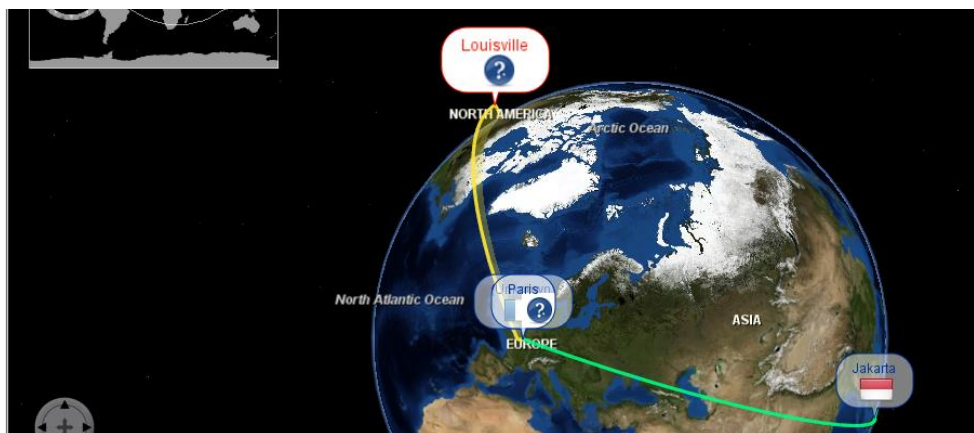 Louisville
?
NORTH AMERICA
Arctic Ocean
Paris
?
North Atlantic Ocean
EUROPE
ASIA
Jakarta